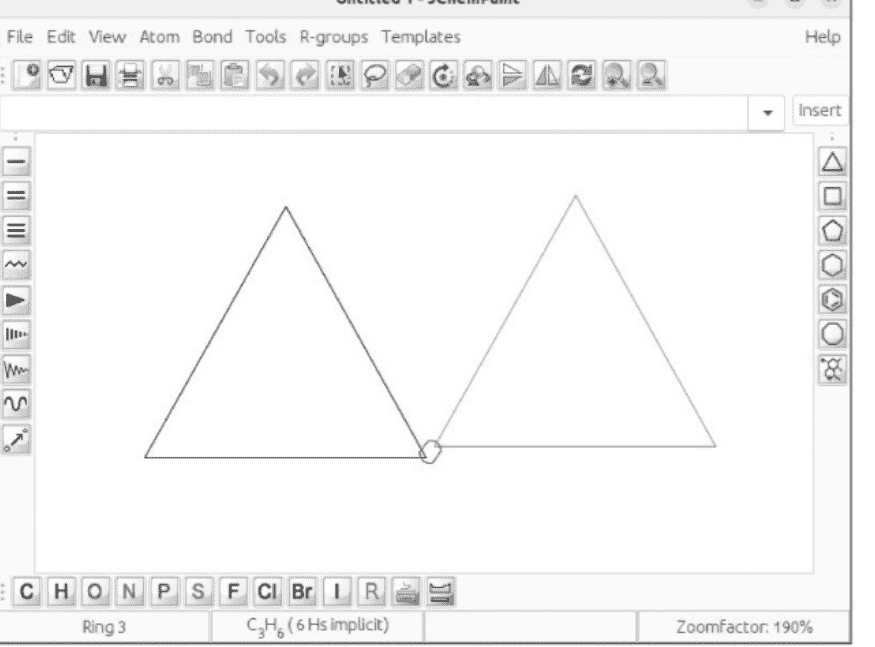 File Edit View Atom Bond Tools R-groups Templates Help
Insert
C H O N P S F Cl Br I R
Ring 3 C3H6 (6 Hs implicit) Zoomfactor: 190%